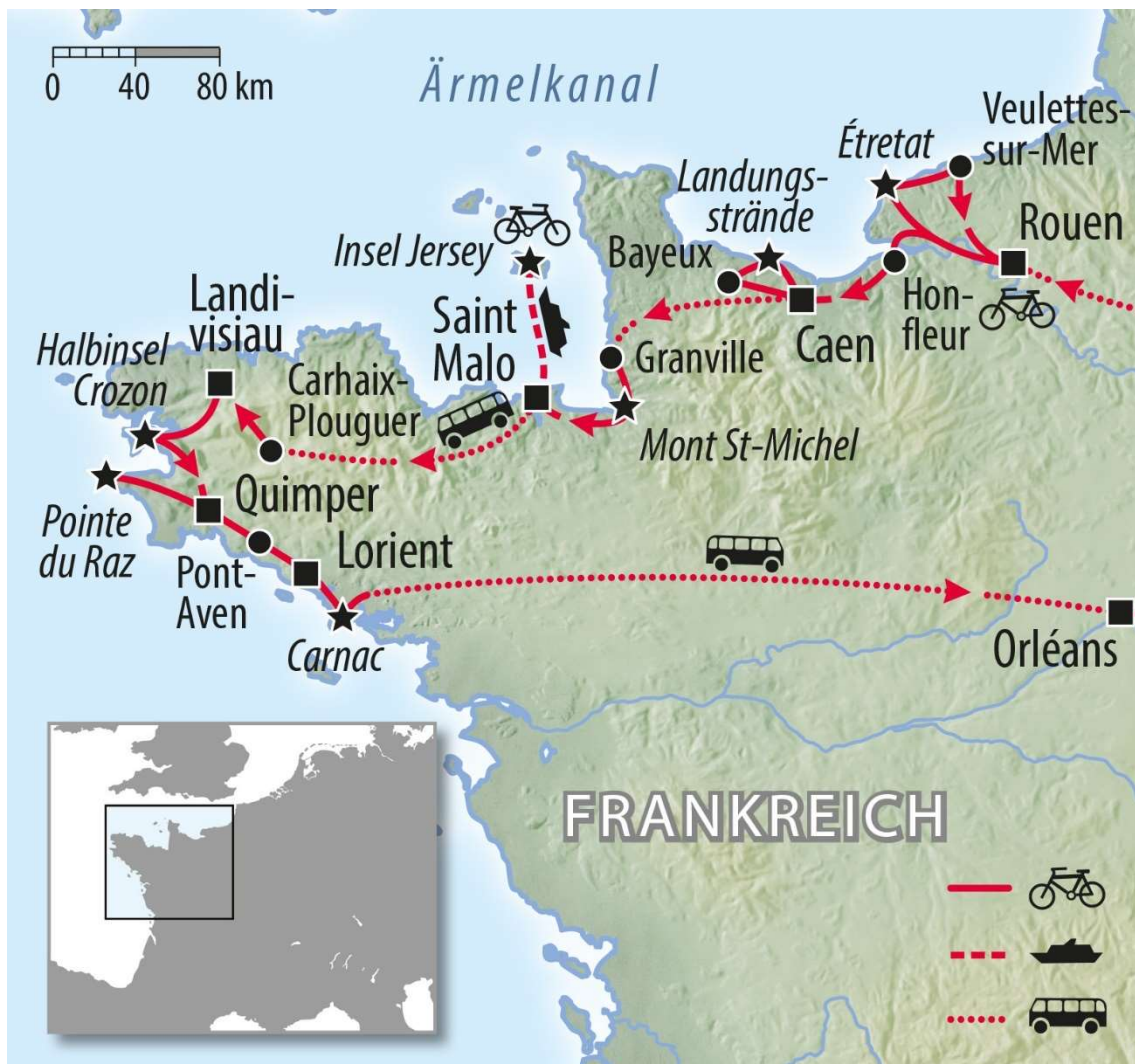 0 40 80 km
Ärmelkanal
Veulettes-
sur-Mer
Étretat
Landungs-
strände
Rouen
Insel Jersey
Bayeux
Hon-
fleur
Landi-
visiau
Saint
Malo
Caen
Granville
Halbinsel
Crozon
Carhaix-
Plouguer
Mont St-Michel
Quimper
Pointe
du Raz
Lorient
Pont-
Aven
Carnac
Orléans
FRANKREICH